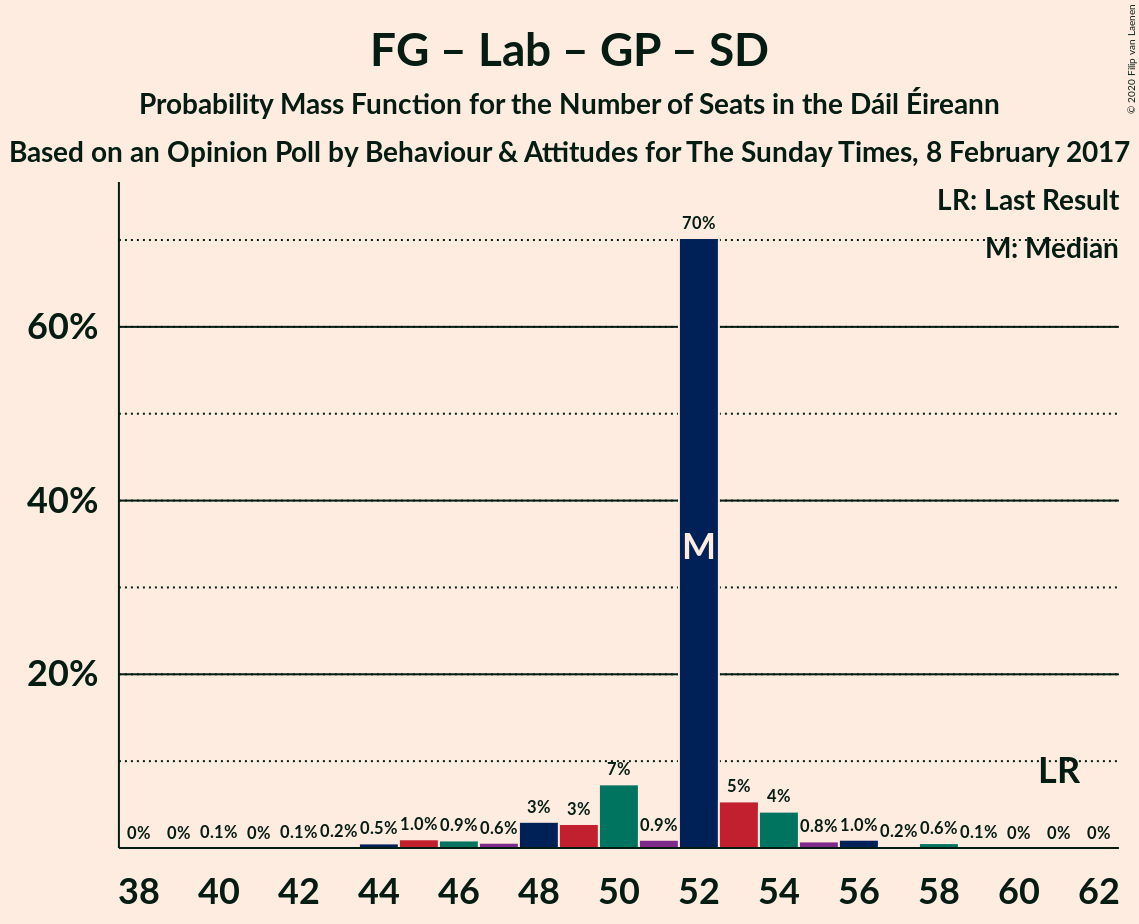 FG – Lab – GP – SD
Probability Mass Function for the Number of Seats in the Dáil Éireann
Based on an Opinion Poll by Behaviour & Attitudes for The Sunday Times, 8 February 2017
© 2020 Filip van Laenen
LR: Last Result
M: Median
70%
60%
40%
20%
M
LR
0% 0% 0.1% 0% 0.1% 0.2% 0.5% 1.0% 0.9% 0.6% 3% 3% 7% 0.9% 5% 4% 0.8% 1.0% 0.2% 0.6% 0.1% 0% 0% 0%
38 40 42 44 46 48 50 52 54 56 58 60 62